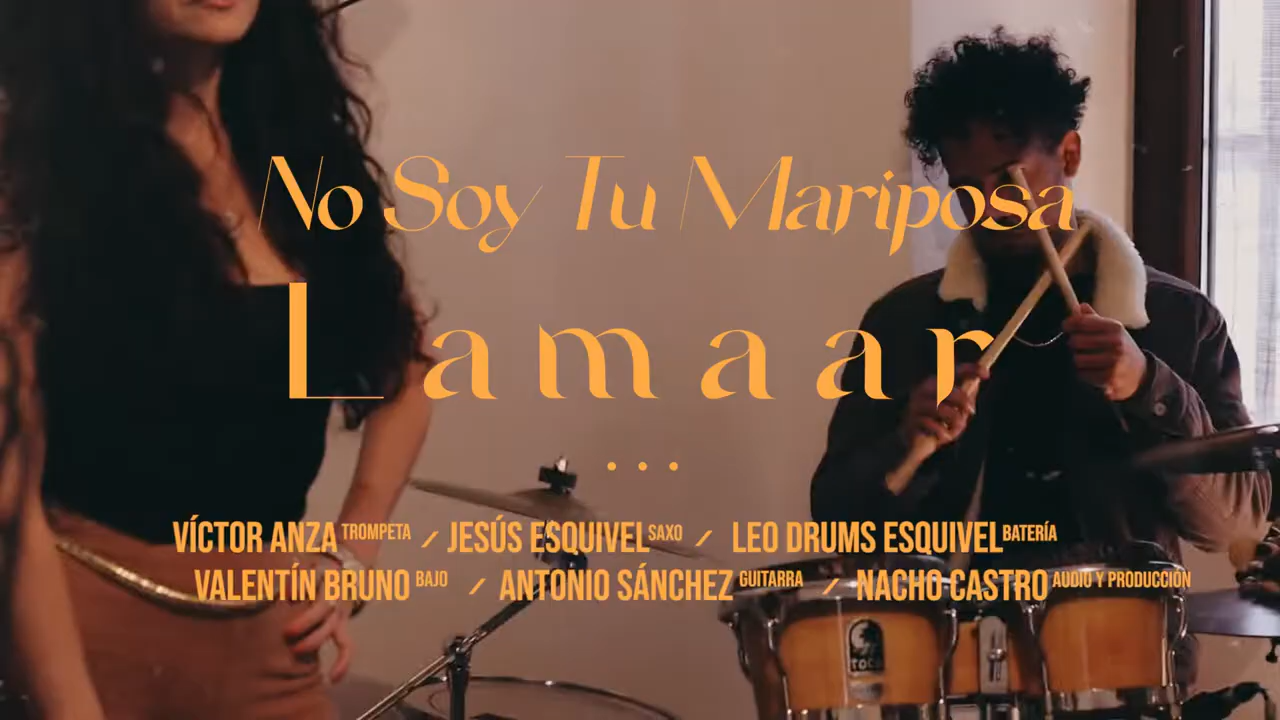 No Soy Tu Mariposa
Lamaar
...
VÍCTOR ANZA TROMPETA / JESÚS ESQUIVEL SAXO / LEO DRUMS ESQUIVEL BATERÍA
VALENTÍN BRUNO BAJO / ANTONIO SÁNCHEZ GUITARRA / NACHO CASTRO AUDIO Y PRODUCCIÓN
TOCA